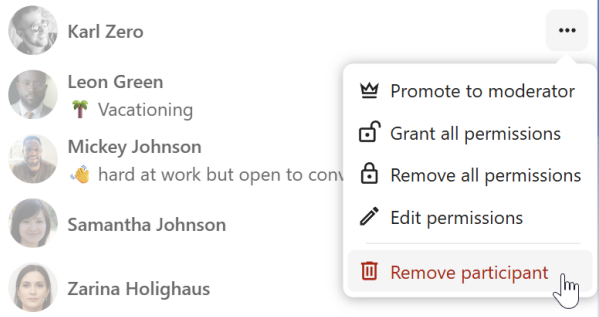 Karl Zero
Leon Green
🌴 Vacationing
Mickey Johnson
👋 hard at work but open to conv
Samantha Johnson
Zarina Holighaus
Promote to moderator
Grant all permissions
Remove all permissions
Edit permissions
Remove participant